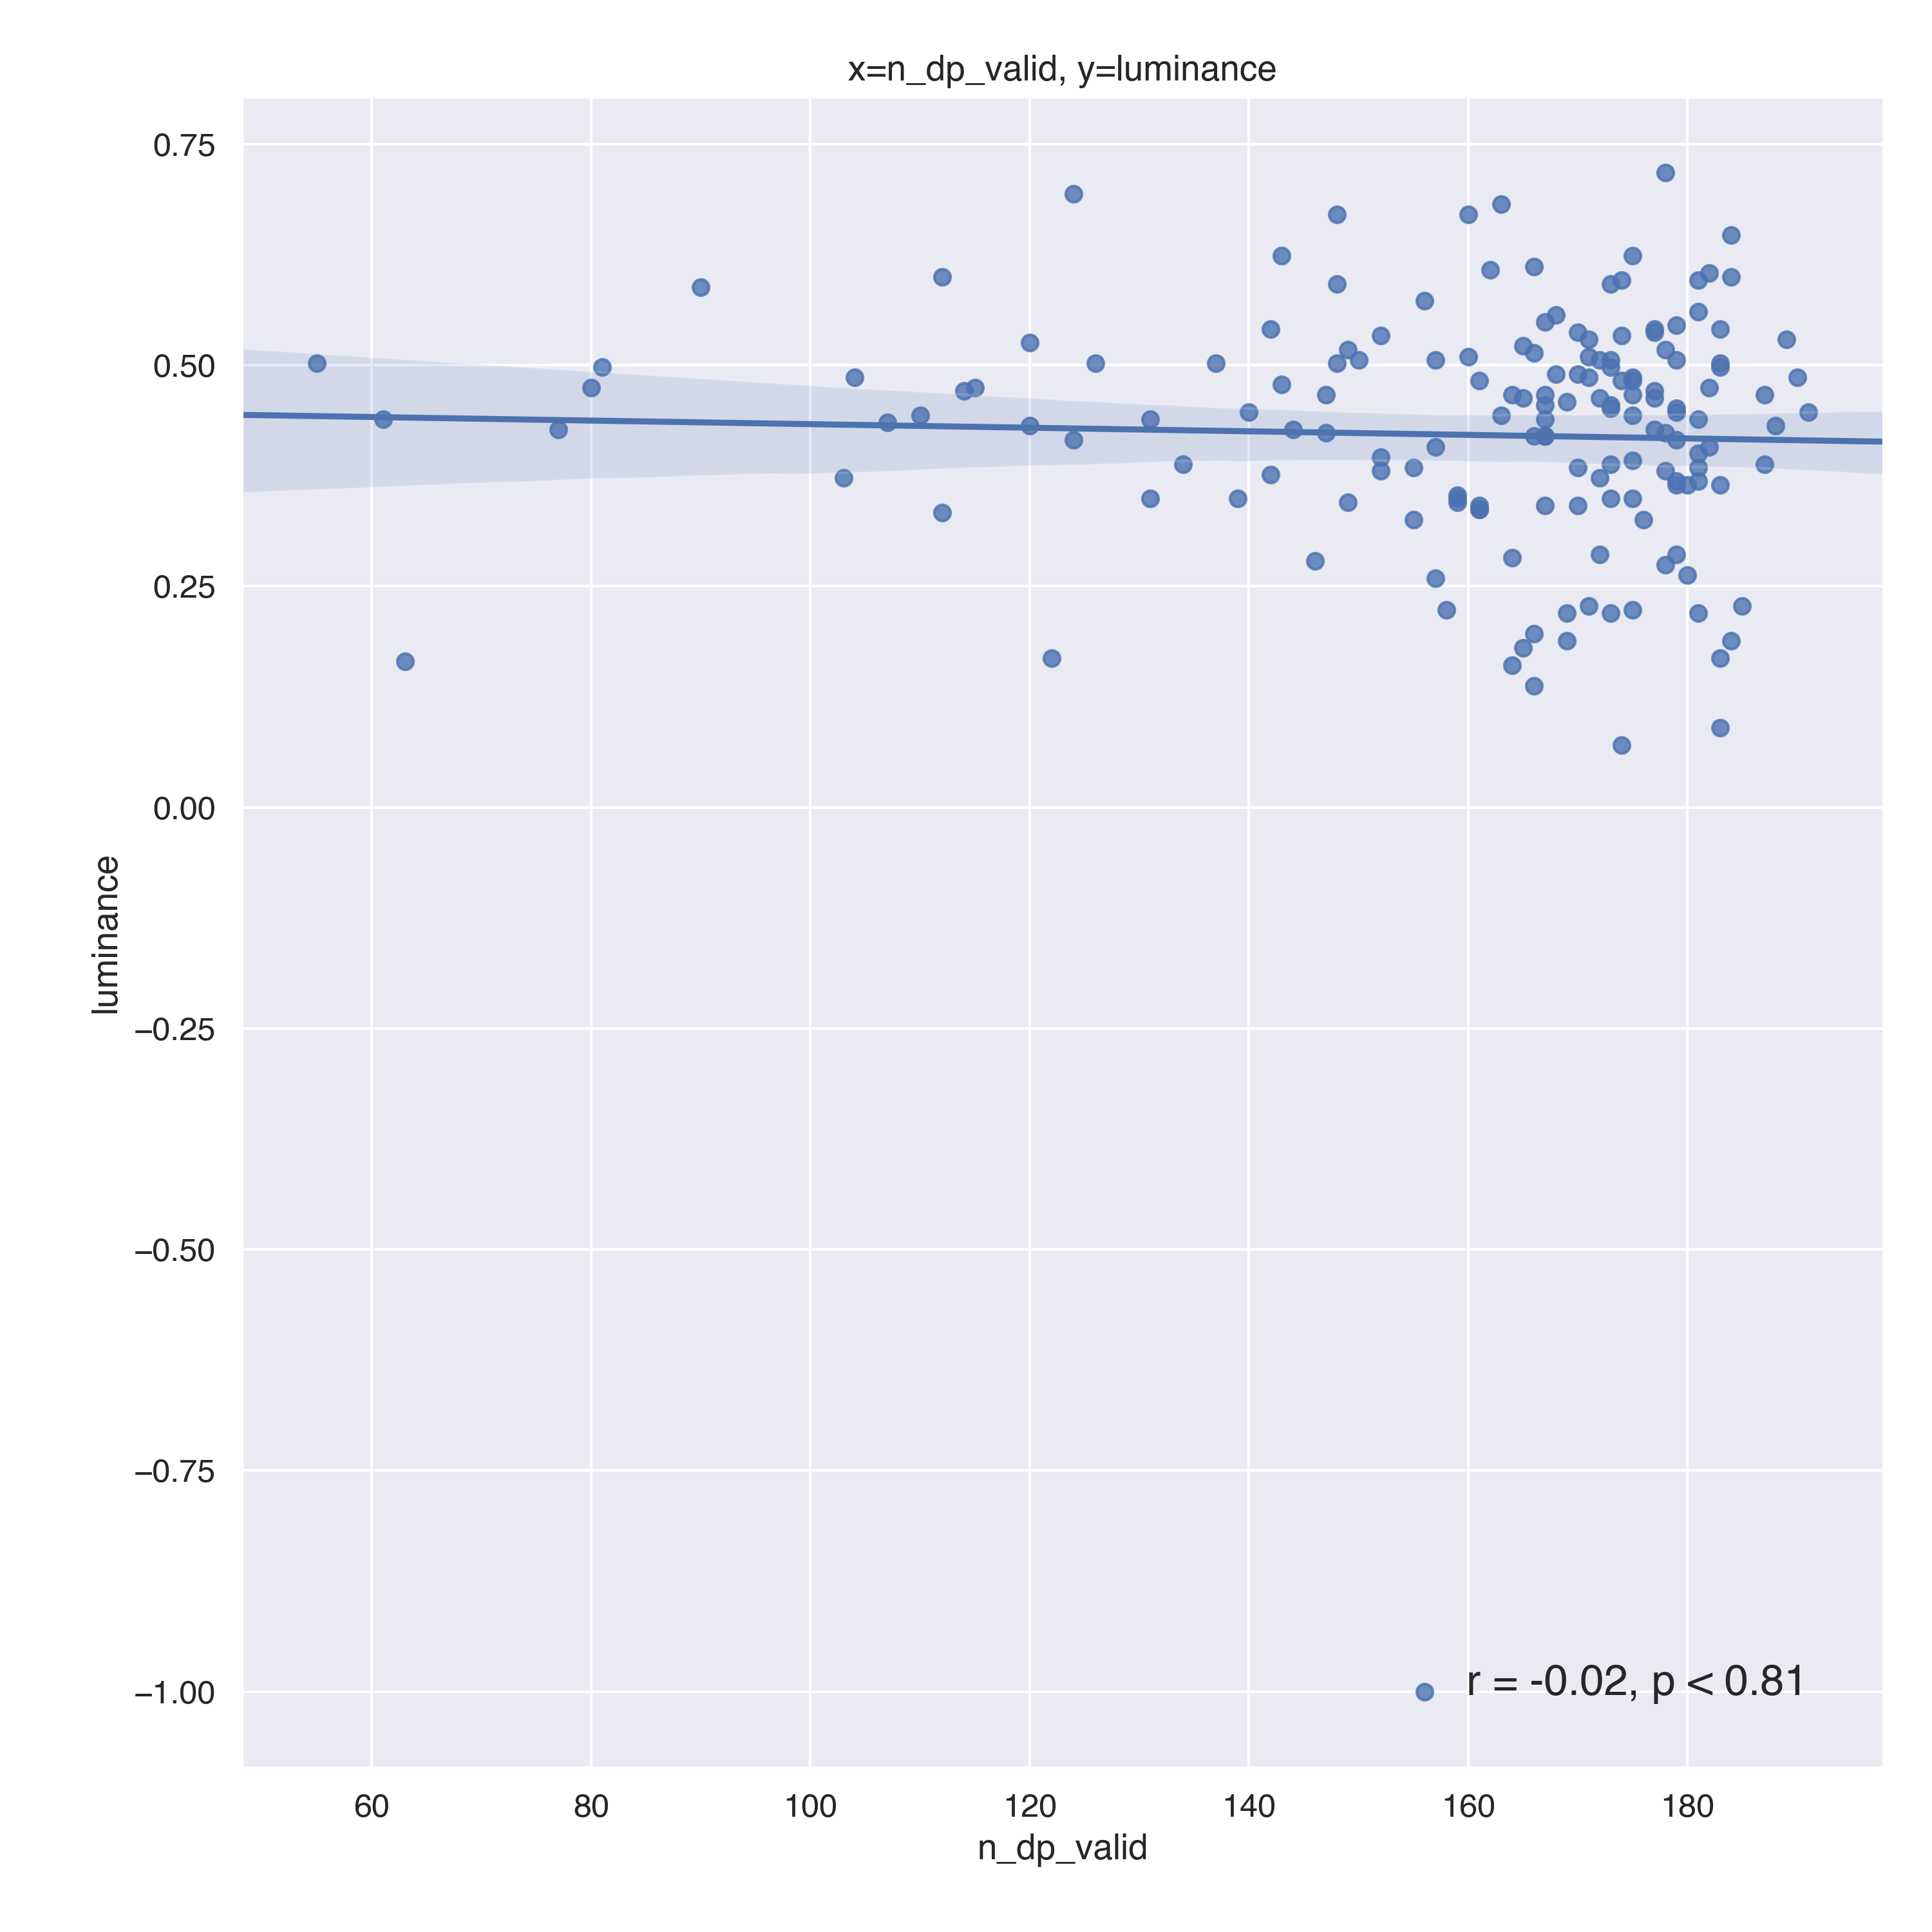 x=n_dp_valid, y=luminance
0.75
0.50
0.25
0.00
−0.25
−0.50
−0.75
−1.00
luminance
r = -0.02, p < 0.81
60 80 100 120 140 160 180
n_dp_valid